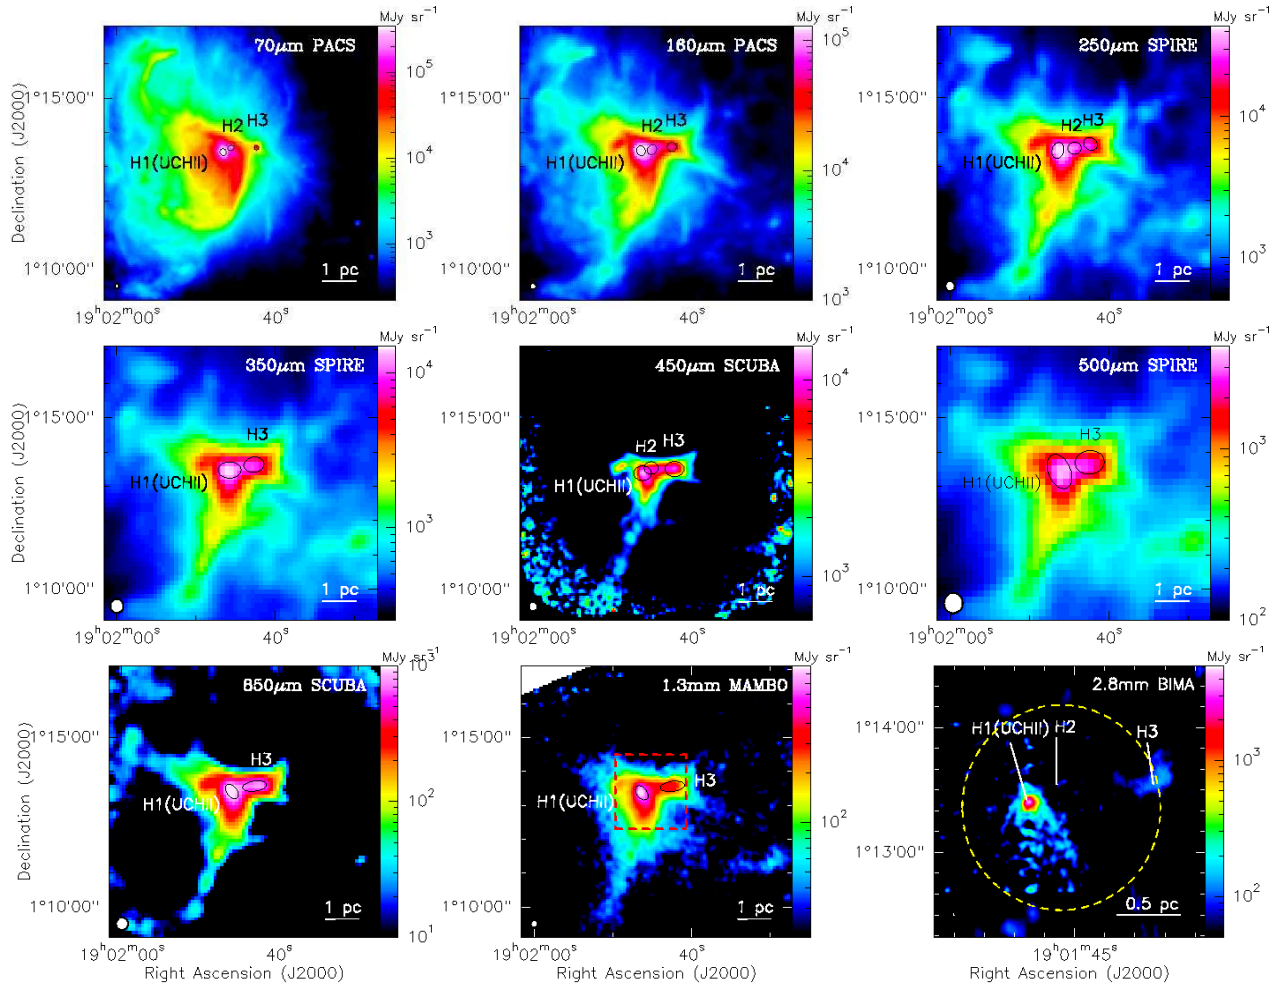 MJy sr⁻¹ MJy sr⁻¹ MJy sr⁻¹
70μm PACS 160μm PACS 250μm SPIRE
10⁵ 10⁵
1°15'00" 1°15'00" 1°15'00"
10⁴
H2 H3 H2 H3 H2 H3
H1(UCHII) H1(UCHII) H1(UCHII)
10⁴ 10⁴
10³ 10³
1°10'00" 1°10'00" 1°10'00"
1 pc 1 pc 1 pc
10³
19ʰ02ᵐ00ˢ 40ˢ 19ʰ02ᵐ00ˢ 40ˢ 19ʰ02ᵐ00ˢ 40ˢ
Declination (J2000)
MJy sr⁻¹ MJy sr⁻¹ MJy sr⁻¹
350μm SPIRE 450μm SCUBA 500μm SPIRE
10⁴ 10⁴
1°15'00" 1°15'00" 1°15'00"
H3 H2 H3 H3
10³
H1(UCHII) H1(UCHII) H1(UCHII)
10³
10³
1°10'00" 1°10'00" 1°10'00"
1 pc 1 pc 1 pc
10²
19ʰ02ᵐ00ˢ 40ˢ 19ʰ02ᵐ00ˢ 40ˢ 19ʰ02ᵐ00ˢ 40ˢ
Declination (J2000)
MJy sr⁻¹ MJy sr⁻¹ MJy sr⁻¹
10³
850μm SCUBA 1.3mm MAMBO 2.8mm BIMA
1°15'00" 1°15'00" 1°14'00"
H1(UCHII) H2 H3
H3 H3
10³
H1(UCHII) H1(UCHII)
10² 10²
1°13'00"
10²
1°10'00" 1°10'00"
1 pc 1 pc 0.5 pc
10¹
19ʰ02ᵐ00ˢ 40ˢ 19ʰ02ᵐ00ˢ 40ˢ 19ʰ01ᵐ45ˢ
Declination (J2000)
Right Ascension (J2000) Right Ascension (J2000) Right Ascension (J2000)